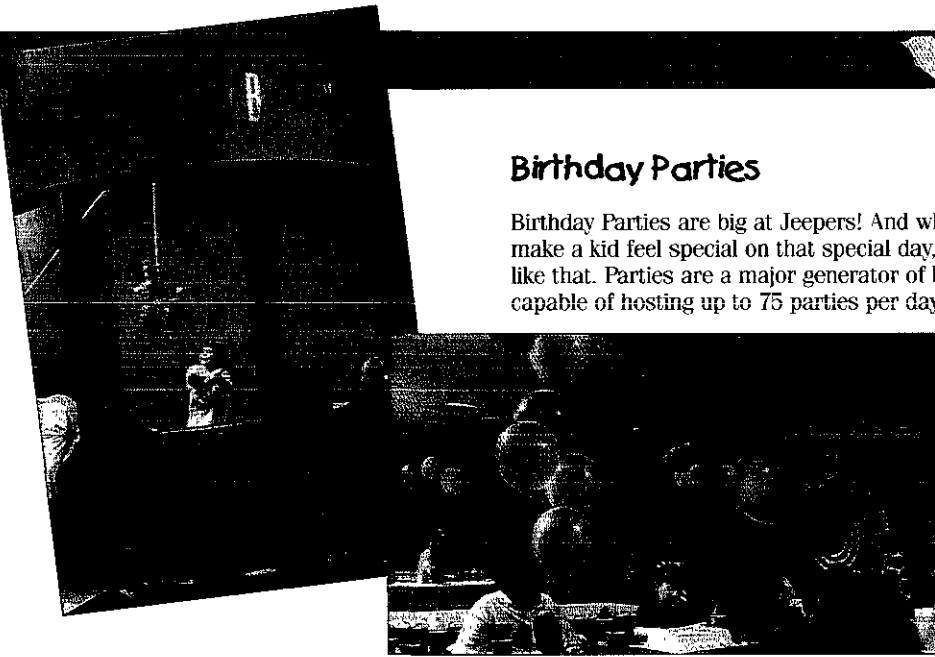 Birthday Parties
Birthday Parties are big at Jeepers! And
make a kid feel special on that special day,
like that. Parties are a major generator of
capable of hosting up to 75 parties per day